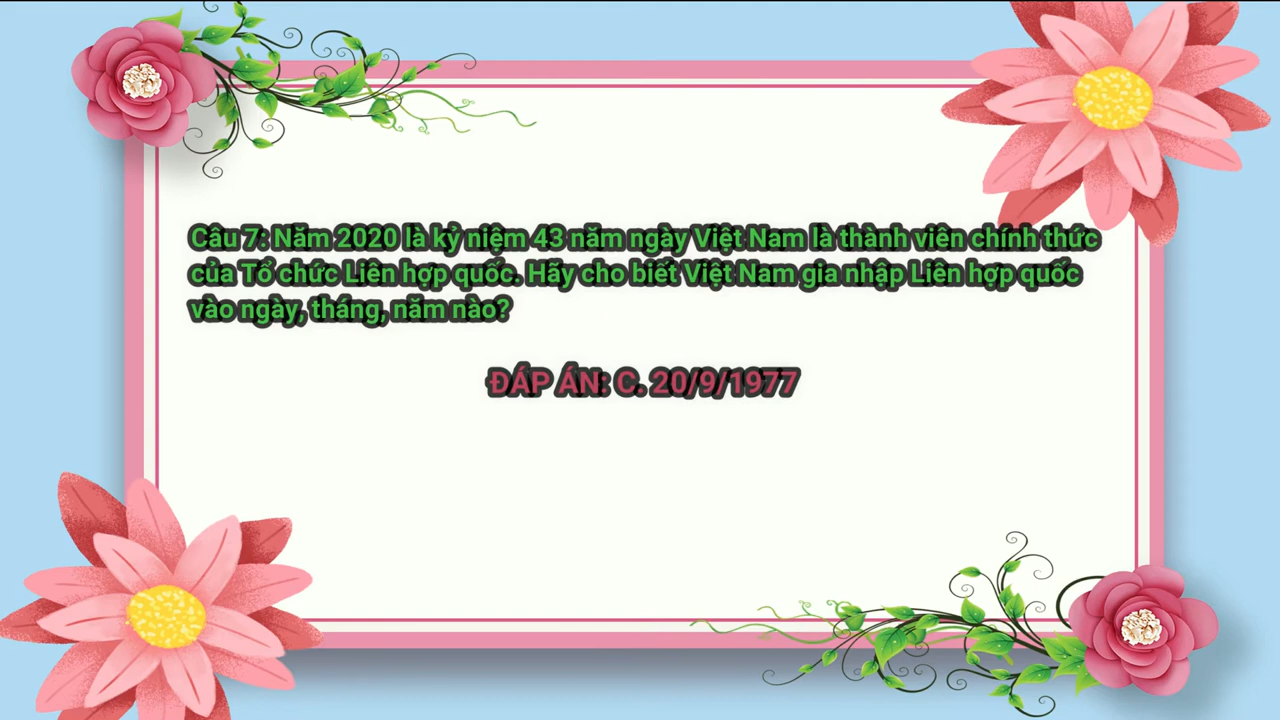 Câu 7: Năm 2020 là kỷ niệm 43 năm ngày Việt Nam là thành viên chính thức
của Tổ chức Liên hợp quốc. Hãy cho biết Việt Nam gia nhập Liên hợp quốc
vào ngày, tháng, năm nào?
ĐÁP ÁN: C. 20/9/1977